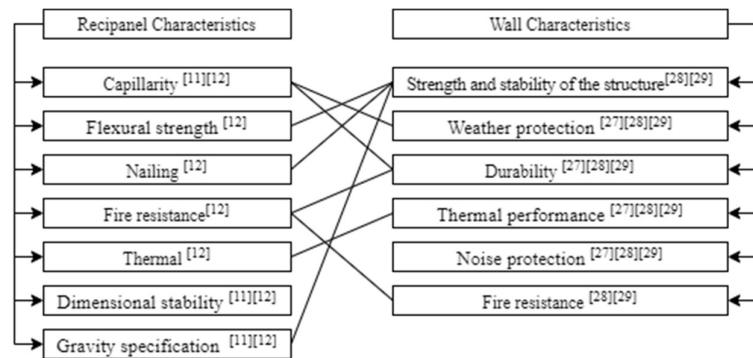 Recipanel Characteristics
Wall Characteristics
Capillarity [11][12]
Strength and stability of the structure[28][29]
Flexural strength [12]
Weather protection [27][28][29]
Nailing [12]
Durability [27][28][29]
Fire resistance[12]
Thermal performance [27][28][29]
Thermal [12]
Noise protection [27][28][29]
Dimensional stability [11][12]
Fire resistance [28][29]
Gravity specification [11][12]